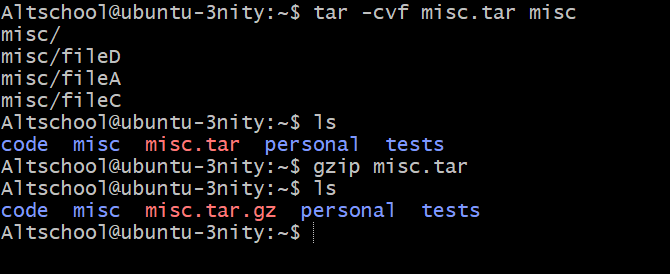 Altschool@ubuntu-3nity:~$ tar -cvf misc.tar misc
misc/
misc/fileD
misc/fileA
misc/fileC
Altschool@ubuntu-3nity:~$ ls
code  misc  misc.tar  personal  tests
Altschool@ubuntu-3nity:~$ gzip misc.tar
Altschool@ubuntu-3nity:~$ ls
code  misc  misc.tar.gz  personal  tests
Altschool@ubuntu-3nity:~$